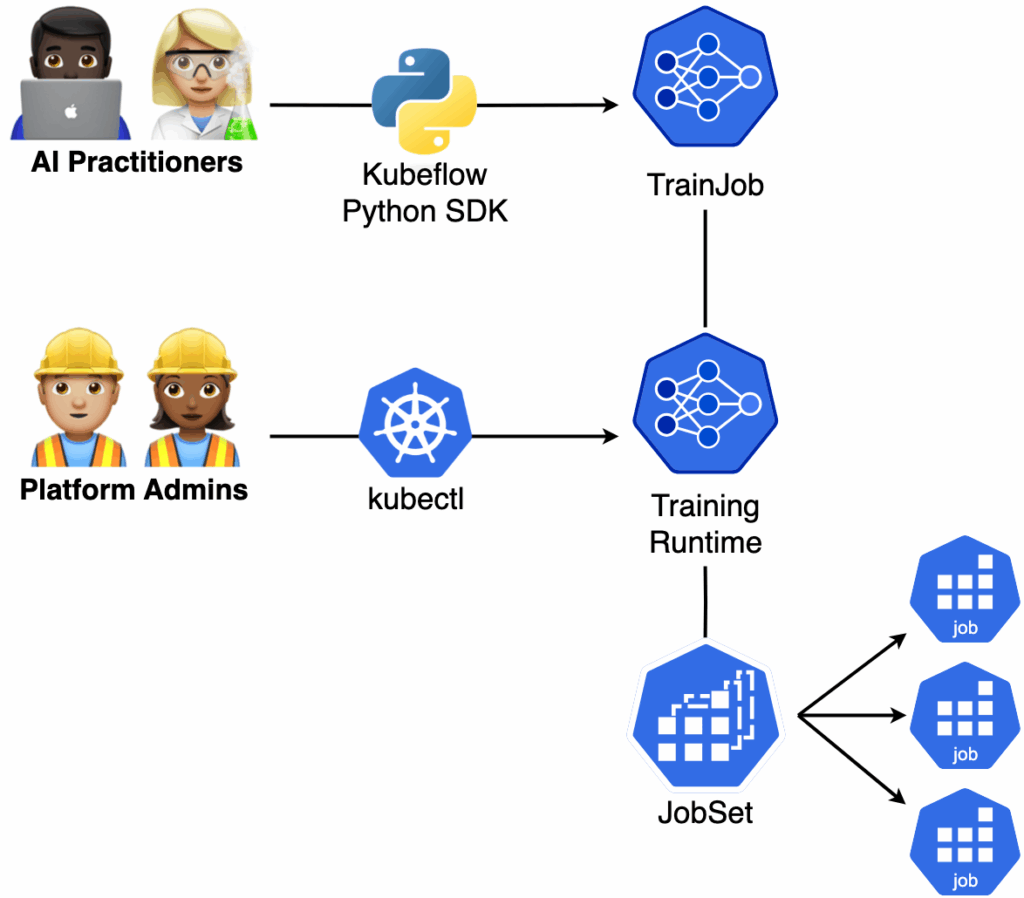 AI Practitioners
Kubeflow
Python SDK
TrainJob
Platform Admins
kubectl
Training
Runtime
JobSet
job
job
job